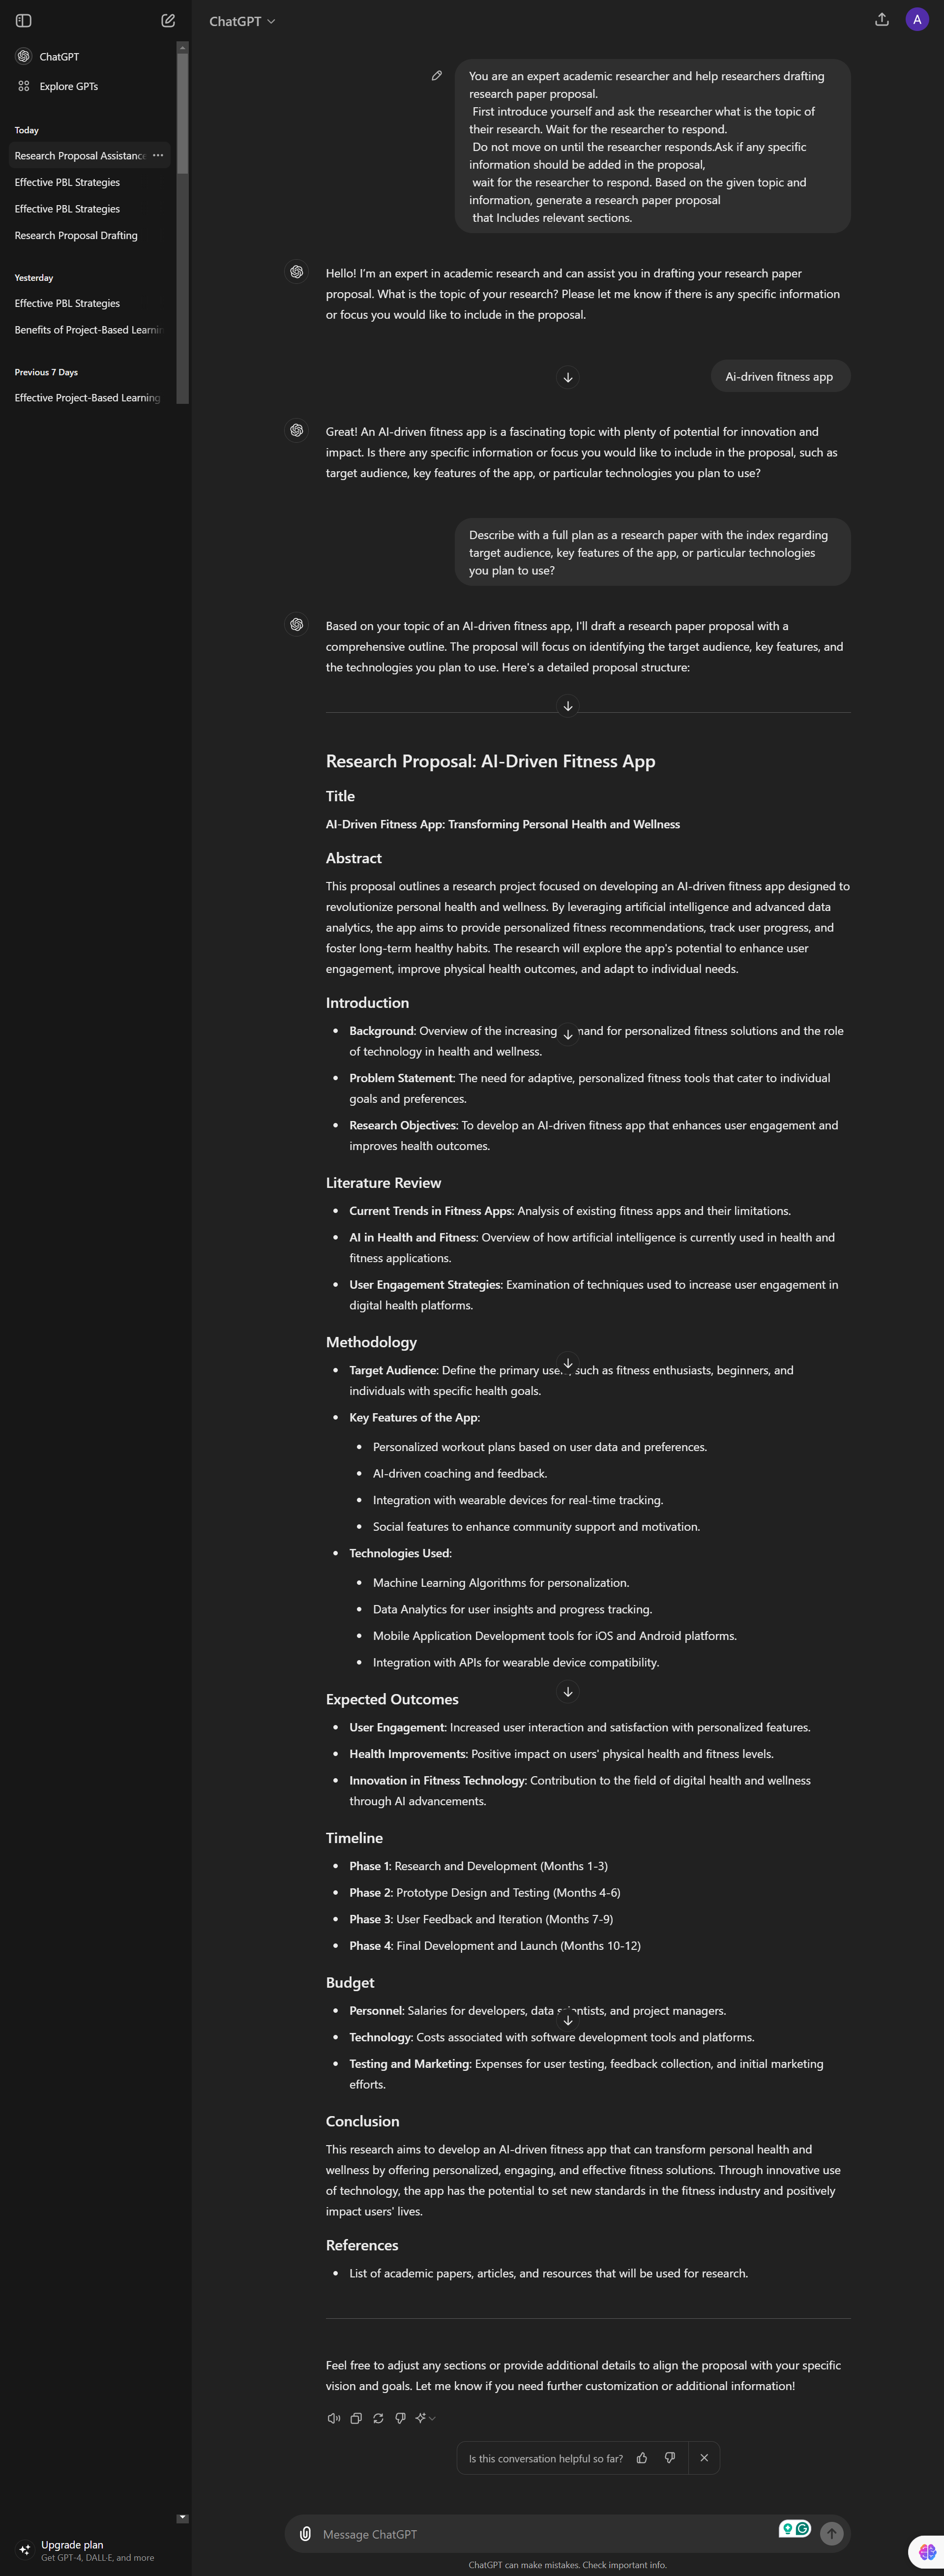 ChatGPT
Explore GPTs
Today
Research Proposal Assistance
Effective PBL Strategies
Effective PBL Strategies
Research Proposal Drafting
Yesterday
Effective PBL Strategies
Benefits of Project-Based Learnin
Previous 7 Days
Effective Project-Based Learning
Upgrade plan
Get GPT-4, DALL·E, and more
ChatGPT
A
You are an expert academic researcher and help researchers drafting
research paper proposal.
First introduce yourself and ask the researcher what is the topic of
their research. Wait for the researcher to respond.
Do not move on until the researcher responds.Ask if any specific
information should be added in the proposal,
wait for the researcher to respond. Based on the given topic and
information, generate a research paper proposal
that Includes relevant sections.
Hello! I'm an expert in academic research and can assist you in drafting your research paper
proposal. What is the topic of your research? Please let me know if there is any specific information
or focus you would like to include in the proposal.
Ai-driven fitness app
Great! An AI-driven fitness app is a fascinating topic with plenty of potential for innovation and
impact. Is there any specific information or focus you would like to include in the proposal, such as
target audience, key features of the app, or particular technologies you plan to use?
Describe with a full plan as a research paper with the index regarding
target audience, key features of the app, or particular technologies
you plan to use?
Based on your topic of an AI-driven fitness app, I'll draft a research paper proposal with a
comprehensive outline. The proposal will focus on identifying the target audience, key features, and
the technologies you plan to use. Here's a detailed proposal structure:
Research Proposal: AI-Driven Fitness App
Title
AI-Driven Fitness App: Transforming Personal Health and Wellness
Abstract
This proposal outlines a research project focused on developing an AI-driven fitness app designed to
revolutionize personal health and wellness. By leveraging artificial intelligence and advanced data
analytics, the app aims to provide personalized fitness recommendations, track user progress, and
foster long-term healthy habits. The research will explore the app's potential to enhance user
engagement, improve physical health outcomes, and adapt to individual needs.
Introduction
• Background: Overview of the increasing for personalized fitness solutions and the role
of technology in health and wellness.
• Problem Statement: The need for adaptive, personalized fitness tools that cater to individual
goals and preferences.
• Research Objectives: To develop an AI-driven fitness app that enhances user engagement and
improves health outcomes.
Literature Review
• Current Trends in Fitness Apps: Analysis of existing fitness apps and their limitations.
• AI in Health and Fitness: Overview of how artificial intelligence is currently used in health and
fitness applications.
• User Engagement Strategies: Examination of techniques used to increase user engagement in
digital health platforms.
Methodology
• Target Audience: Define the primary such as fitness enthusiasts, beginners, and
individuals with specific health goals.
• Key Features of the App:
• Personalized workout plans based on user data and preferences.
• AI-driven coaching and feedback.
• Integration with wearable devices for real-time tracking.
• Social features to enhance community support and motivation.
• Technologies Used:
• Machine Learning Algorithms for personalization.
• Data Analytics for user insights and progress tracking.
• Mobile Application Development tools for iOS and Android platforms.
• Integration with APIs for wearable device compatibility.
Expected Outcomes
• User Engagement: Increased user interaction and satisfaction with personalized features.
• Health Improvements: Positive impact on users' physical health and fitness levels.
• Innovation in Fitness Technology: Contribution to the field of digital health and wellness
through AI advancements.
Timeline
• Phase 1: Research and Development (Months 1-3)
• Phase 2: Prototype Design and Testing (Months 4-6)
• Phase 3: User Feedback and Iteration (Months 7-9)
• Phase 4: Final Development and Launch (Months 10-12)
Budget
• Personnel: Salaries for developers, data scientists, and project managers.
• Technology: Costs associated with software development tools and platforms.
• Testing and Marketing: Expenses for user testing, feedback collection, and initial marketing
efforts.
Conclusion
This research aims to develop an AI-driven fitness app that can transform personal health and
wellness by offering personalized, engaging, and effective fitness solutions. Through innovative use
of technology, the app has the potential to set new standards in the fitness industry and positively
impact users' lives.
References
• List of academic papers, articles, and resources that will be used for research.
Feel free to adjust any sections or provide additional details to align the proposal with your specific
vision and goals. Let me know if you need further customization or additional information!
Is this conversation helpful so far?
Message ChatGPT
ChatGPT can make mistakes. Check important info.